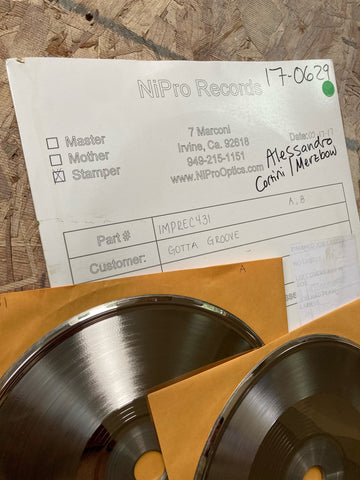 NiPro Records
17-0629
7 Marconi
Irvine, Ca. 92618
949-215-1151
www.NiProOptics.com
Master
Mother
Stamper
Alessandro
Cortini / Merzbow
Date:
Part #
IMPREC431
A, B
Customer:
GOTTA GROOVE
A